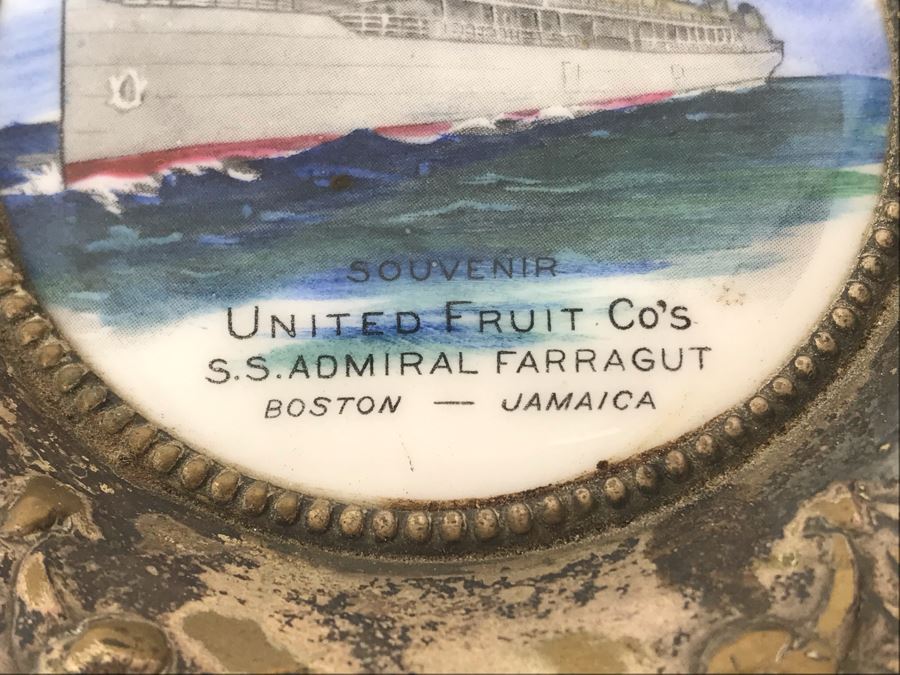 SOUVENIR
UNITED FRUIT Co's
S.S. ADMIRAL FARRAGUT
BOSTON — JAMAICA